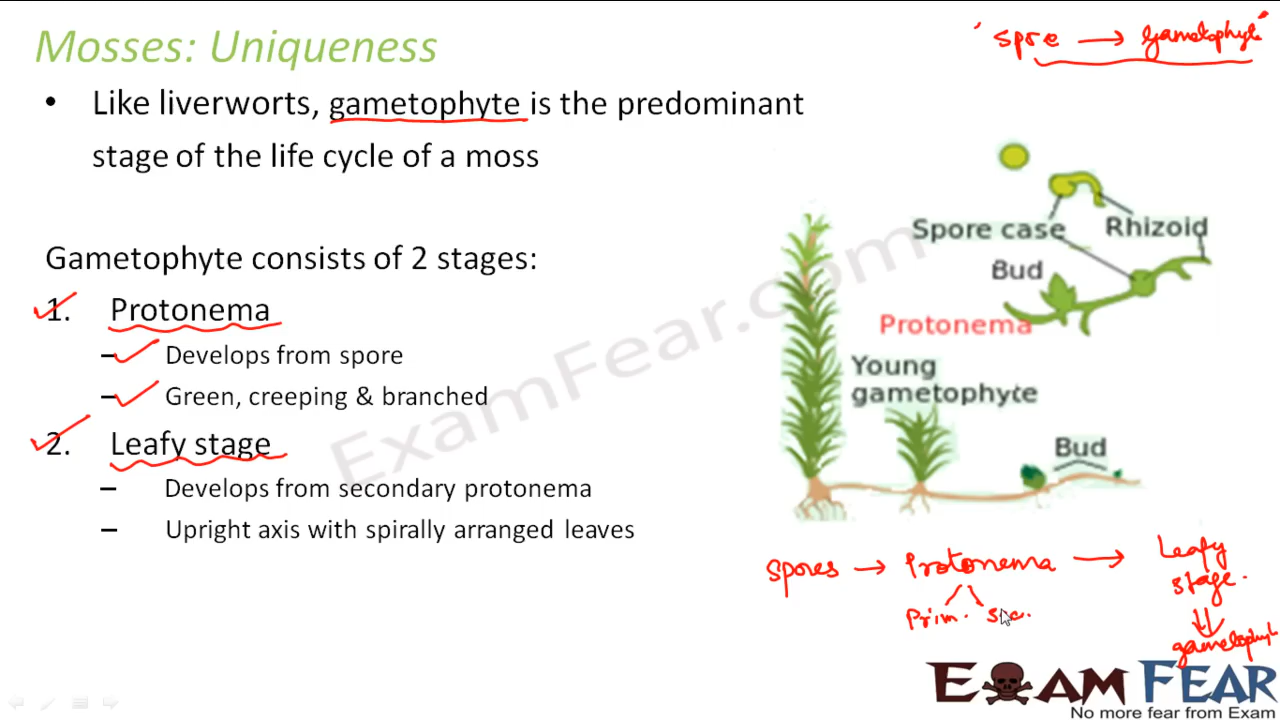 Mosses: Uniqueness
' spore → gametophyte "
• Like liverworts, gametophyte is the predominant
stage of the life cycle of a moss
Gametophyte consists of 2 stages:
1. Protonema
– Develops from spore
– Green, creeping & branched
2. Leafy stage
– Develops from secondary protonema
– Upright axis with spirally arranged leaves
Spore case
Rhizoid
Bud
Protonema
Young
gametophyte
Bud
ExamFear.com
spores → Protonema → Leafy
stage.
Prim. Sec.
gametophyte
EXAM FEAR
No more fear from Exam